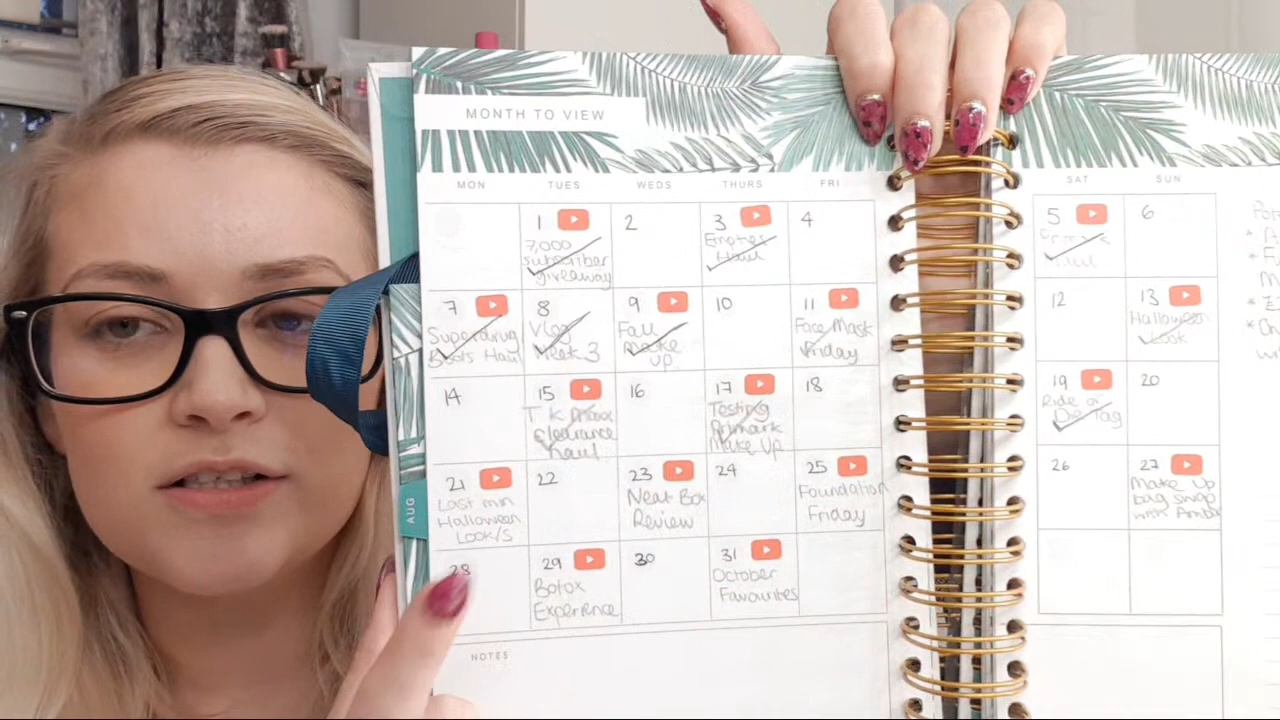 MONTH TO VIEW
MON TUES WEDS THURS FRI SAT SUN
1
7,000
subscriber
giveaway
2
3
Empties
Haul
4
5
6
7
Superdrug
Boots Haul
8
Vlog
Week 3
9
Fall
Make
up
10
11
Face Mask
Friday
12
13
Halloween
Look
14
15
T K Maxx
Clearance
haul
16
17
Testing
Primark
Make Up
18
19
Ride or
Die Tag
20
21
Last min
Halloween
Look/s
22
23
Neat Box
Review
24
25
Foundation
Friday
26
27
Make Up
bag swap
with
28
29
Botox
Experience
30
31
October
Favourites
NOTES
AUG